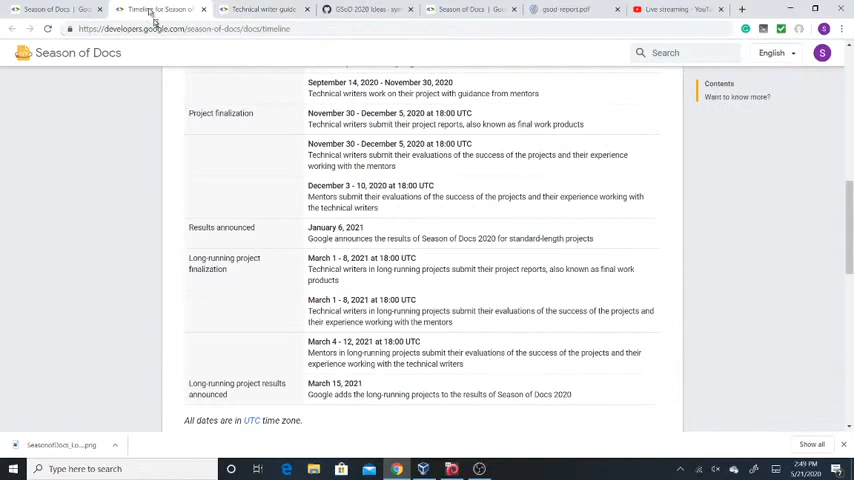 Season of Docs | Goo
Timeline for Season of
Technical writer guide
GSoD 2020 Ideas - sym
Season of Docs | Goo
gsod-report.pdf
Live streaming - YouTu
https://developers.google.com/season-of-docs/docs/timeline
Season of Docs
Search
English
S
Contents
Want to know more?
September 14, 2020 - November 30, 2020
Technical writers work on their project with guidance from mentors
Project finalization
November 30 - December 5, 2020 at 18:00 UTC
Technical writers submit their project reports, also known as final work products
November 30 - December 5, 2020 at 18:00 UTC
Technical writers submit their evaluations of the success of the projects and their experience
working with the mentors
December 3 - 10, 2020 at 18:00 UTC
Mentors submit their evaluations of the success of the projects and their experience working with
the technical writers
Results announced
January 6, 2021
Google announces the results of Season of Docs 2020 for standard-length projects
Long-running project
finalization
March 1 - 8, 2021 at 18:00 UTC
Technical writers in long-running projects submit their project reports, also known as final work
products
March 1 - 8, 2021 at 18:00 UTC
Technical writers in long-running projects submit their evaluations of the success of the projects and
their experience working with the mentors
March 4 - 12, 2021 at 18:00 UTC
Mentors in long-running projects submit their evaluations of the success of the projects and their
experience working with the technical writers
Long-running project results
announced
March 15, 2021
Google adds the long-running projects to the results of Season of Docs 2020
All dates are in UTC time zone.
SeasonofDocs_Lo....png
Show all
Type here to search
2:49 PM
5/21/2020